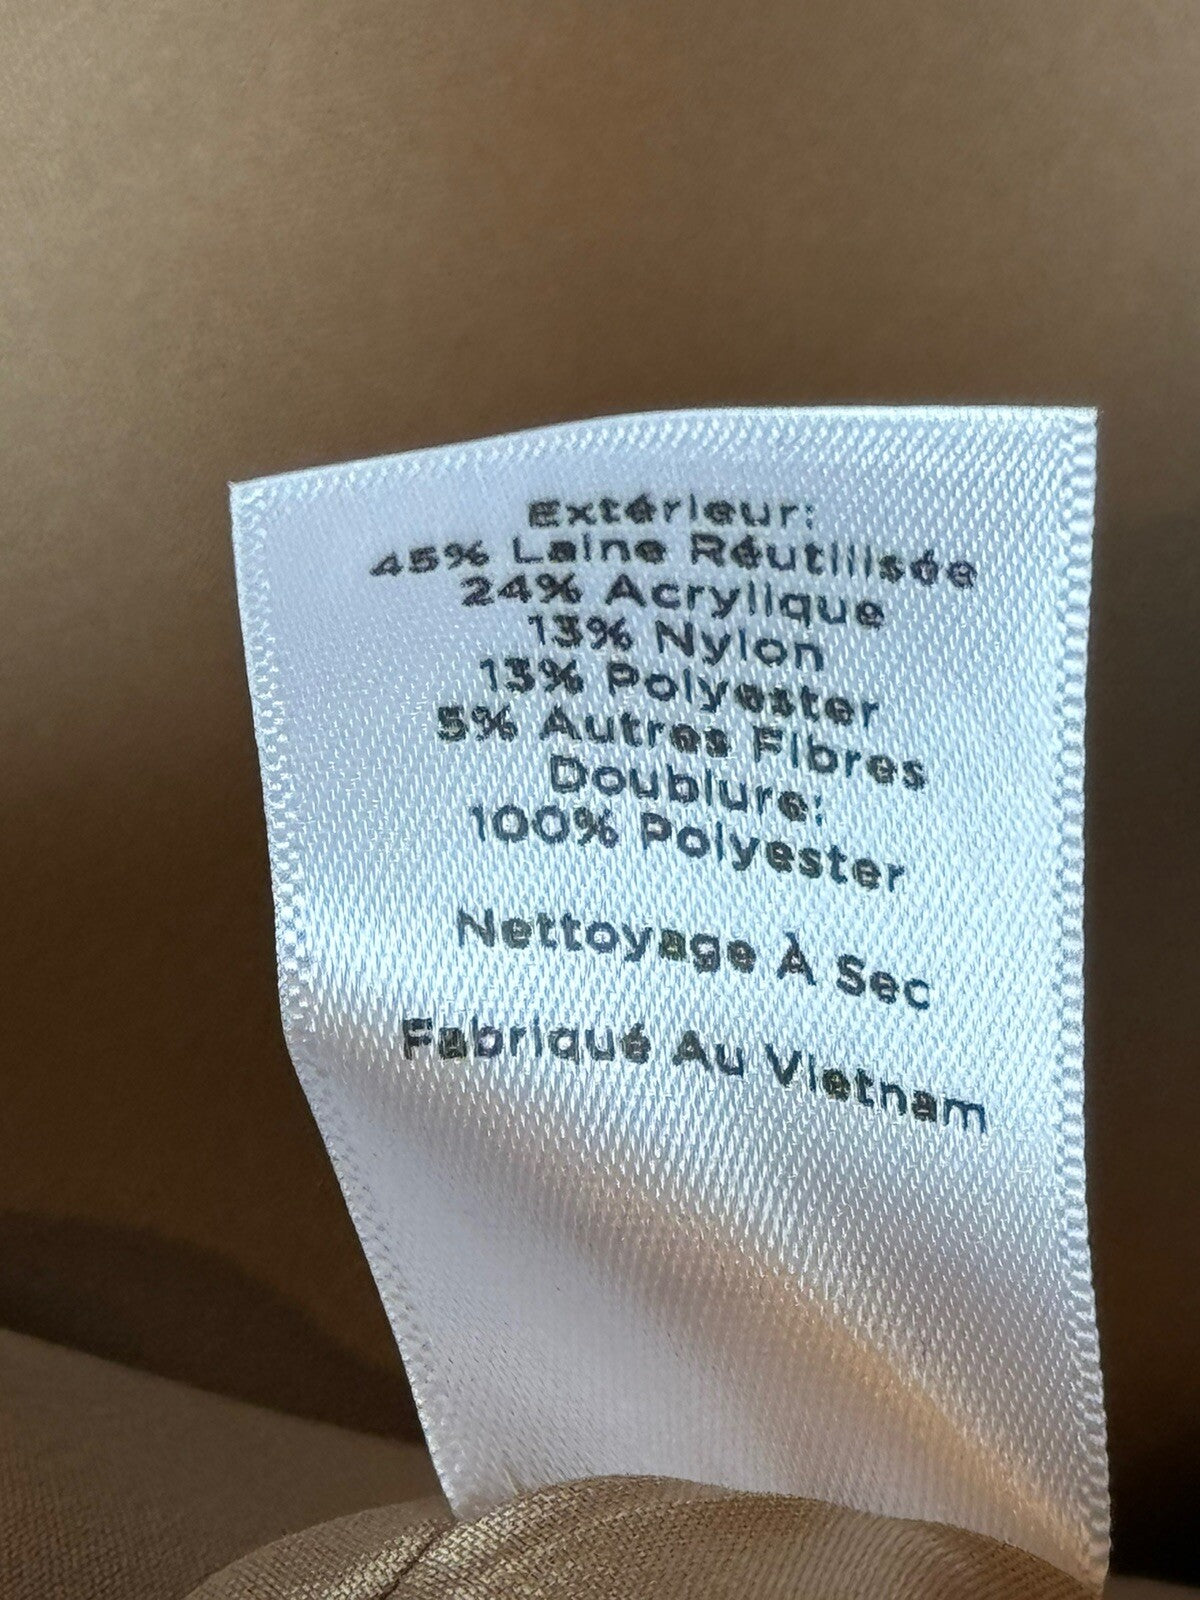 Extérieur:
45% Laine Réutilisée
24% Acrylique
13% Nylon
13% Polyester
5% Autres Fibres
Doublure:
100% Polyester
Nettoyage À Sec
Fabriqué Au Vietnam